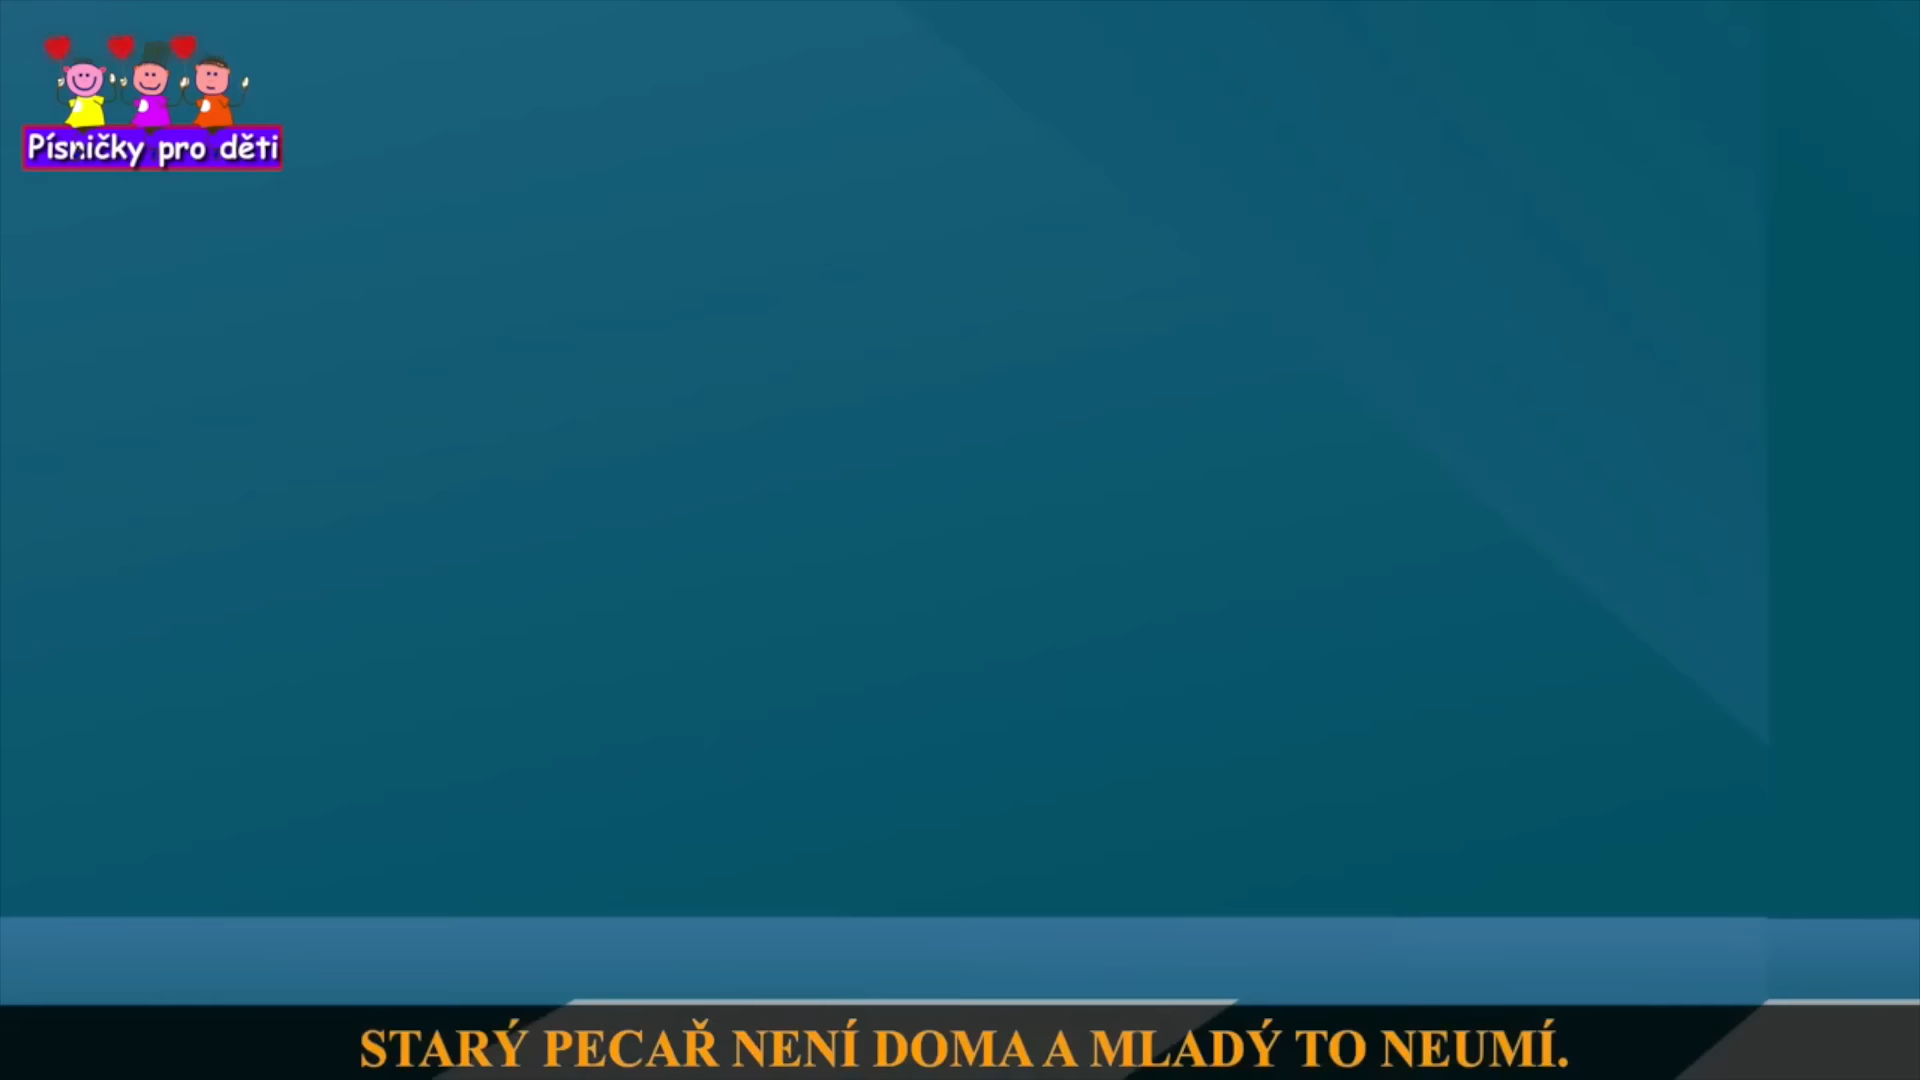 Písničky pro děti
STARÝ PECAŘ NENÍ DOMA A MLADÝ TO NEUMÍ.